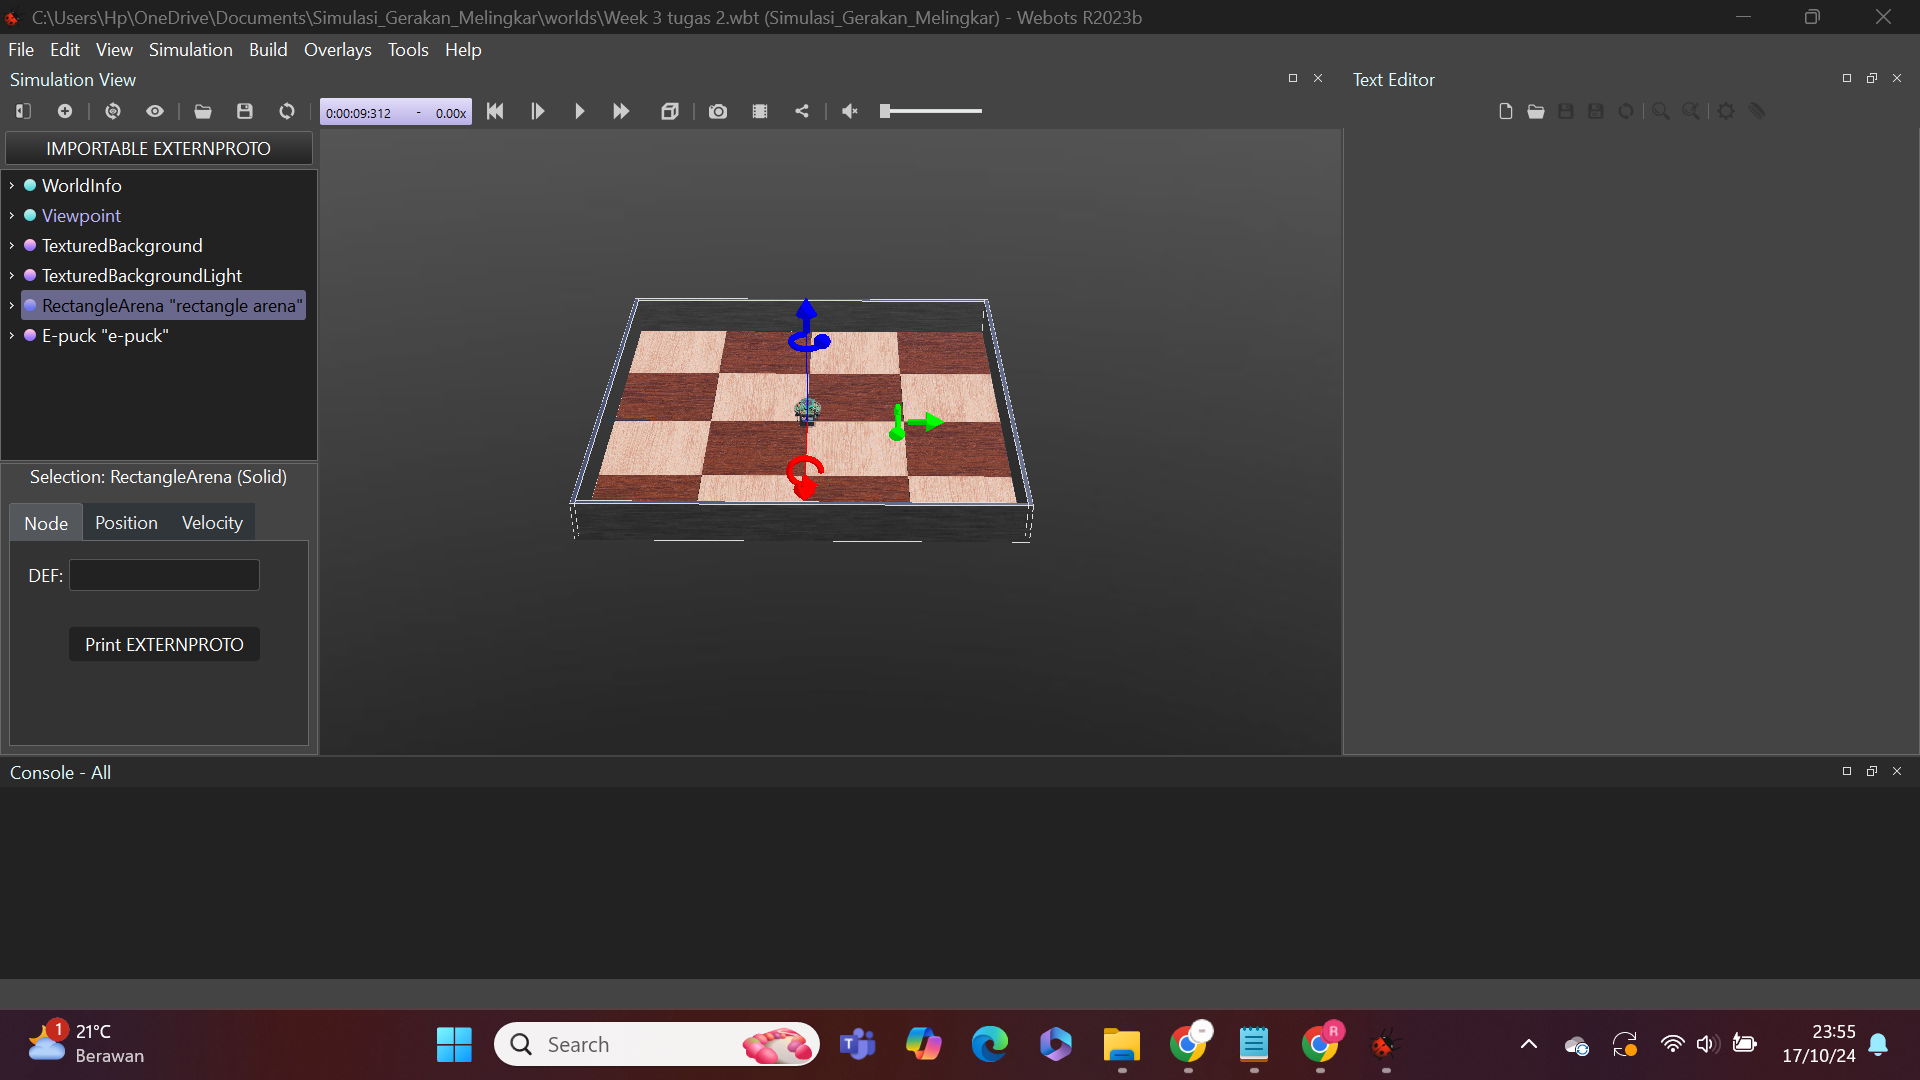 C:\Users\Hp\OneDrive\Documents\Simulasi_Gerakan_Melingkar\worlds\Week 3 tugas 2.wbt (Simulasi_Gerakan_Melingkar) - Webots R2023b
File Edit View Simulation Build Overlays Tools Help
Simulation View
Text Editor
0:00:09:312 - 0.00x
IMPORTABLE EXTERNPROTO
WorldInfo
Viewpoint
TexturedBackground
TexturedBackgroundLight
RectangleArena "rectangle arena"
E-puck "e-puck"
Selection: RectangleArena (Solid)
Node Position Velocity
DEF:
Print EXTERNPROTO
Console - All
1
21°C
Berawan
Search
T
R
23:55
17/10/24